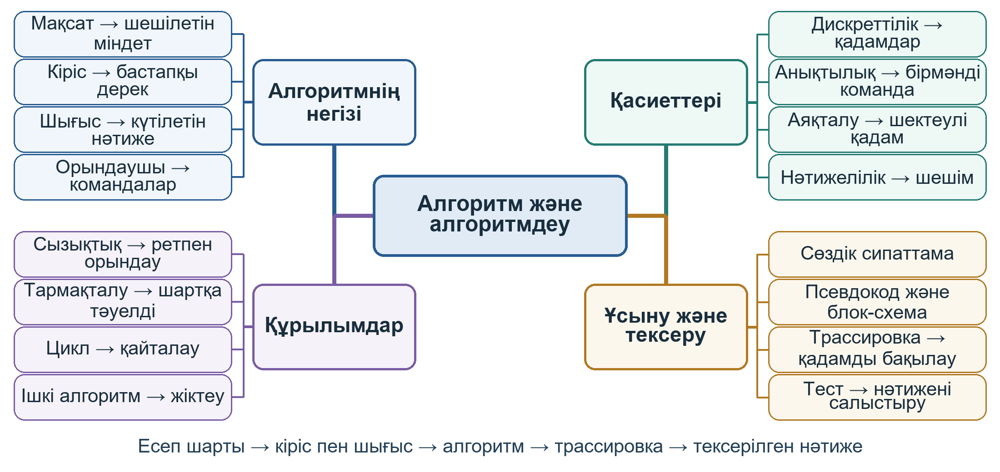 Мақсат → шешілетін
міндет
Кіріс → бастапқы
дерек
Шығыс → күтілетін
нәтиже
Орындаушы →
командалар
Алгоритмнің
негізі
Қасиеттері
Дискреттілік →
қадамдар
Анықтылық → бірмәнді
команда
Аяқталу → шектеулі
қадам
Нәтижелілік → шешім
Алгоритм және
алгоритмдеу
Сызықтық → ретпен
орындау
Тармақталу → шартқа
тәуелді
Цикл → қайталау
Ішкі алгоритм → жіктеу
Құрылымдар
Ұсыну және
тексеру
Сөздік сипаттама
Псевдокод және
блок-схема
Трассировка →
қадамды бақылау
Тест → нәтижені
салыстыру
Есеп шарты → кіріс пен шығыс → алгоритм → трассировка → тексерілген нәтиже